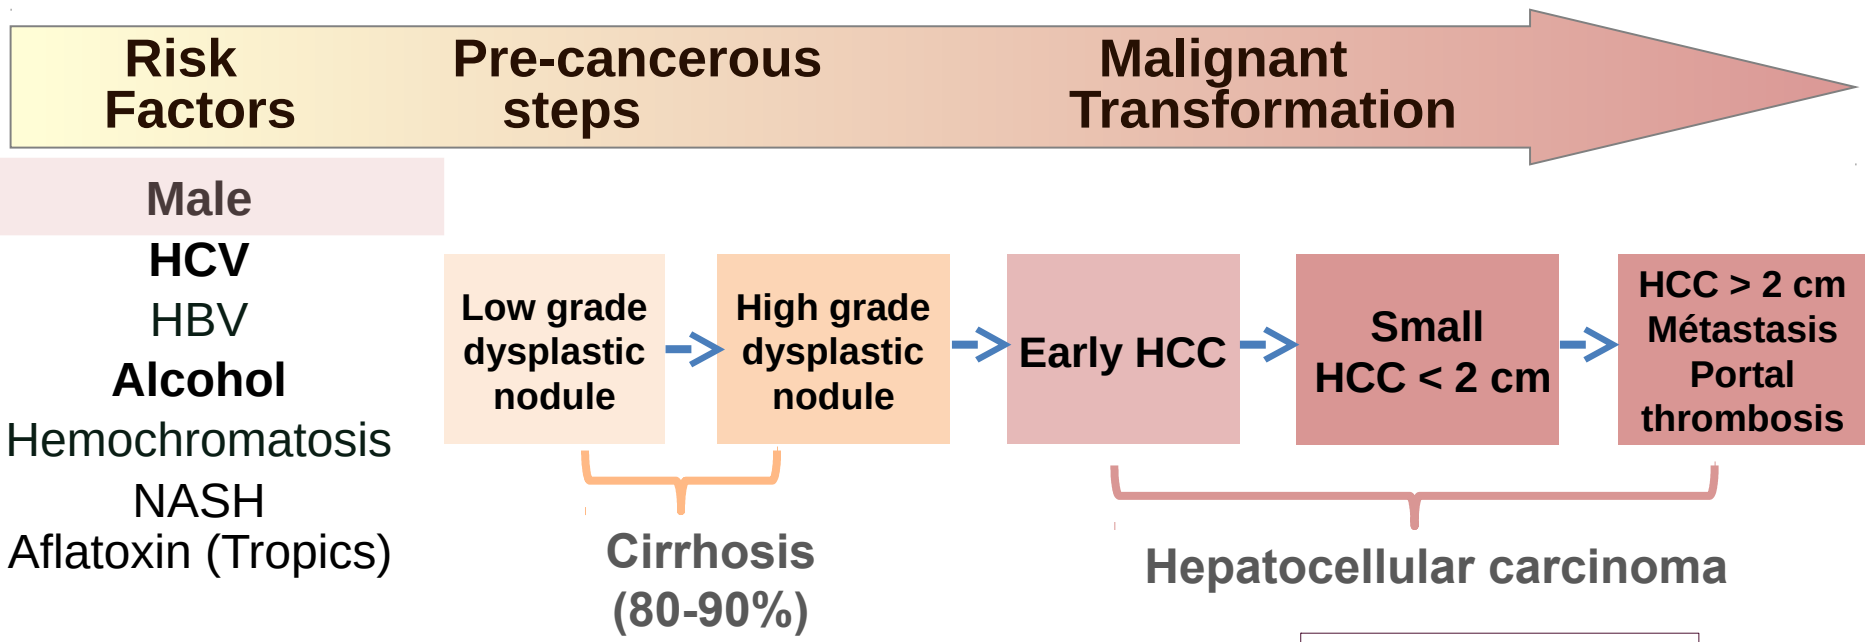 Risk
Factors
Pre-cancerous
steps
Malignant
Transformation
Male
HCV
HBV
Alcohol
Hemochromatosis
NASH
Aflatoxin (Tropics)
Low grade
dysplastic
nodule
High grade
dysplastic
nodule
Early HCC
Small
HCC < 2 cm
HCC > 2 cm
Métastasis
Portal
thrombosis
Cirrhosis
(80-90%)
Hepatocellular carcinoma